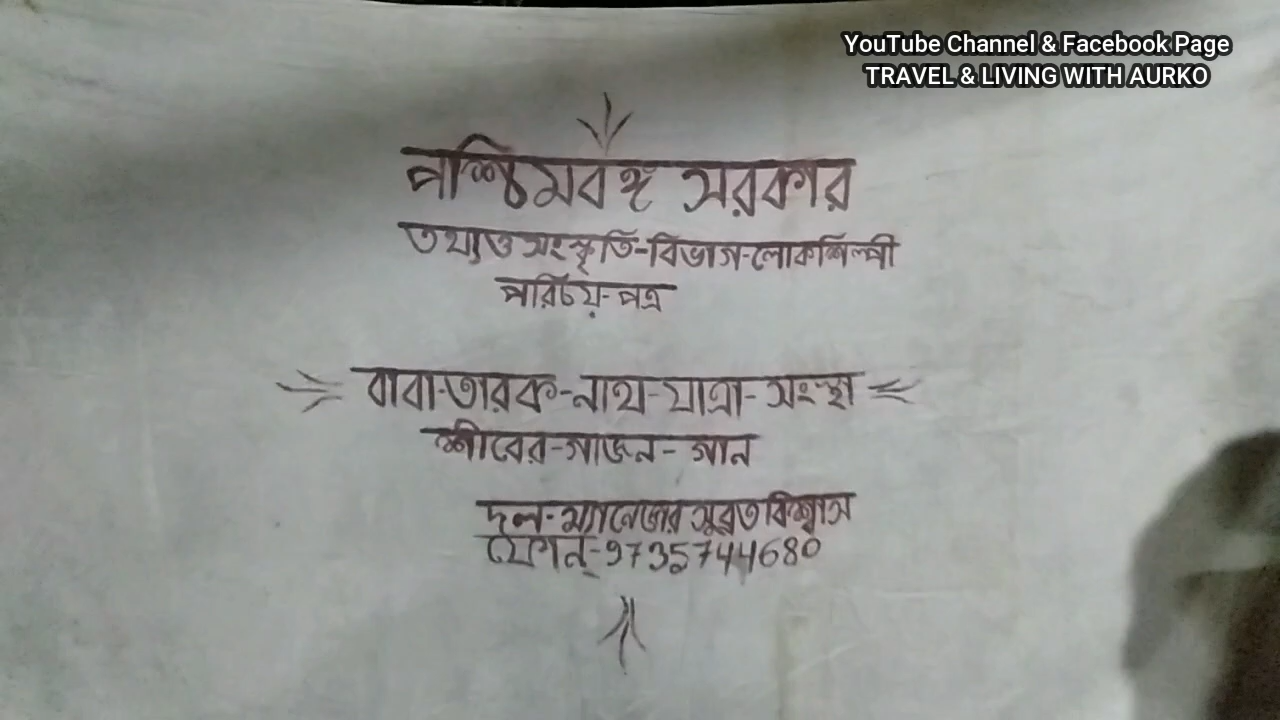 YouTube Channel & Facebook Page
TRAVEL & LIVING WITH AURKO
পশ্চিমবঙ্গ সরকার
তথ্যও সংস্কৃতি-বিভাগ-লোকশিল্পী
পরিচয়-পত্র
বাবা-তারক-নাথ-যাত্রা-সংস্থা
শীবের-গাজন-গান
দল-ম্যানেজার সুব্রত বিশ্বাস
ফোন্-9735744680